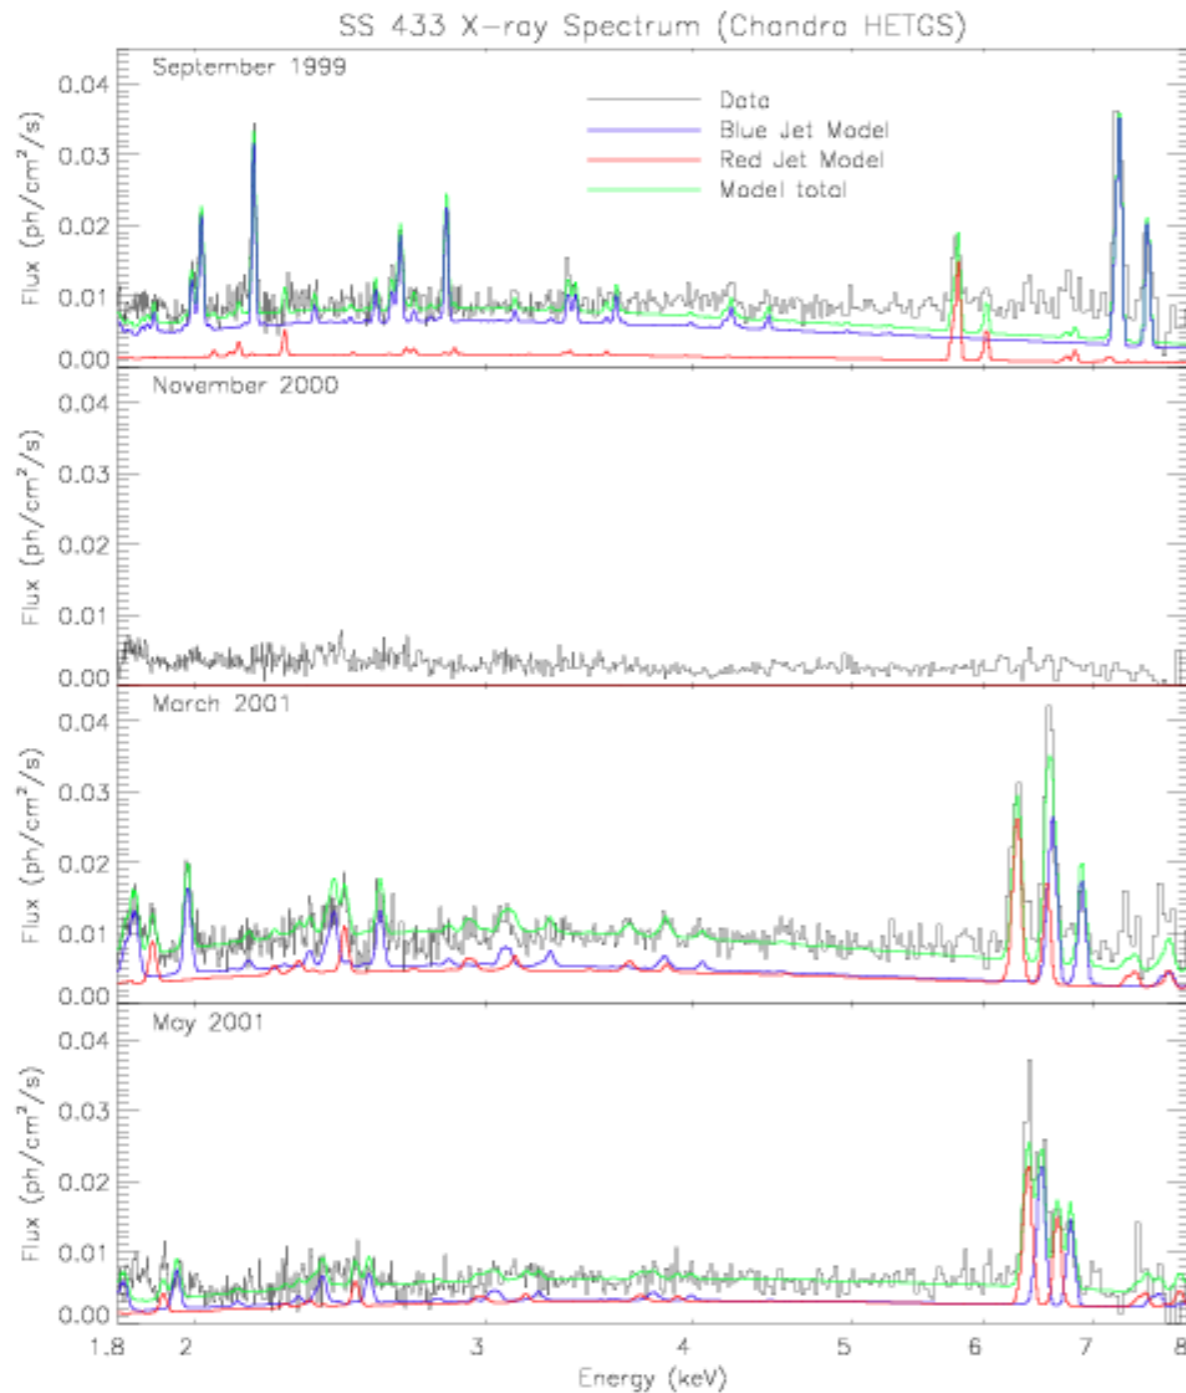 SS 433 X-ray Spectrum (Chandra HETGS)
September 1999
Data
Blue Jet Model
Red Jet Model
Model total
0.04
0.03
0.02
0.01
0.00
Flux (ph/cm²/s)
November 2000
0.04
0.03
0.02
0.01
0.00
Flux (ph/cm²/s)
March 2001
0.04
0.03
0.02
0.01
0.00
Flux (ph/cm²/s)
May 2001
0.04
0.03
0.02
0.01
0.00
Flux (ph/cm²/s)
1.8 2 3 4 5 6 7 8
Energy (keV)